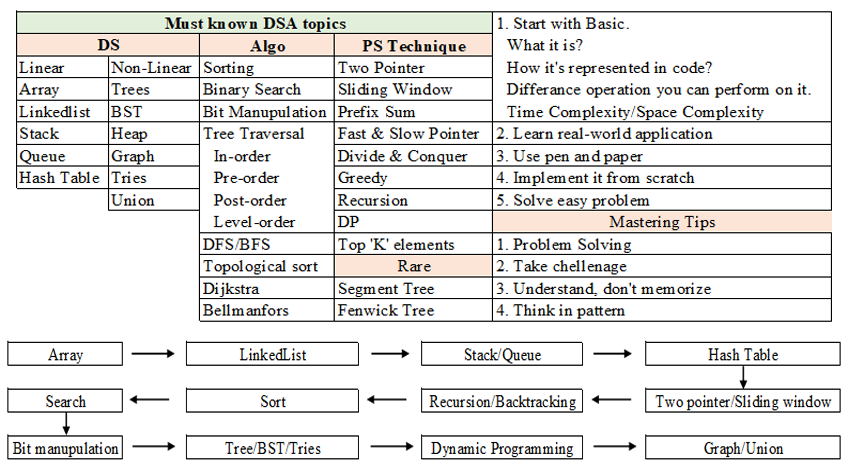 Must known DSA topics
DS Algo PS Technique
Linear Non-Linear Sorting Two Pointer
Array Trees Binary Search Sliding Window
Linkedlist BST Bit Manupulation Prefix Sum
Stack Heap Tree Traversal Fast & Slow Pointer
Queue Graph In-order Divide & Conquer
Hash Table Tries Pre-order Greedy
Union Post-order Recursion
Level-order DP
DFS/BFS Top 'K' elements
Topological sort Rare
Dijkstra Segment Tree
Bellmanfors Fenwick Tree
1. Start with Basic.
What it is?
How it's represented in code?
Differance operation you can perform on it.
Time Complexity/Space Complexity
2. Learn real-world application
3. Use pen and paper
4. Implement it from scratch
5. Solve easy problem
Mastering Tips
1. Problem Solving
2. Take chellenage
3. Understand, don't memorize
4. Think in pattern
Array LinkedList Stack/Queue Hash Table
Search Sort Recursion/Backtracking Two pointer/Sliding window
Bit manupulation Tree/BST/Tries Dynamic Programming Graph/Union